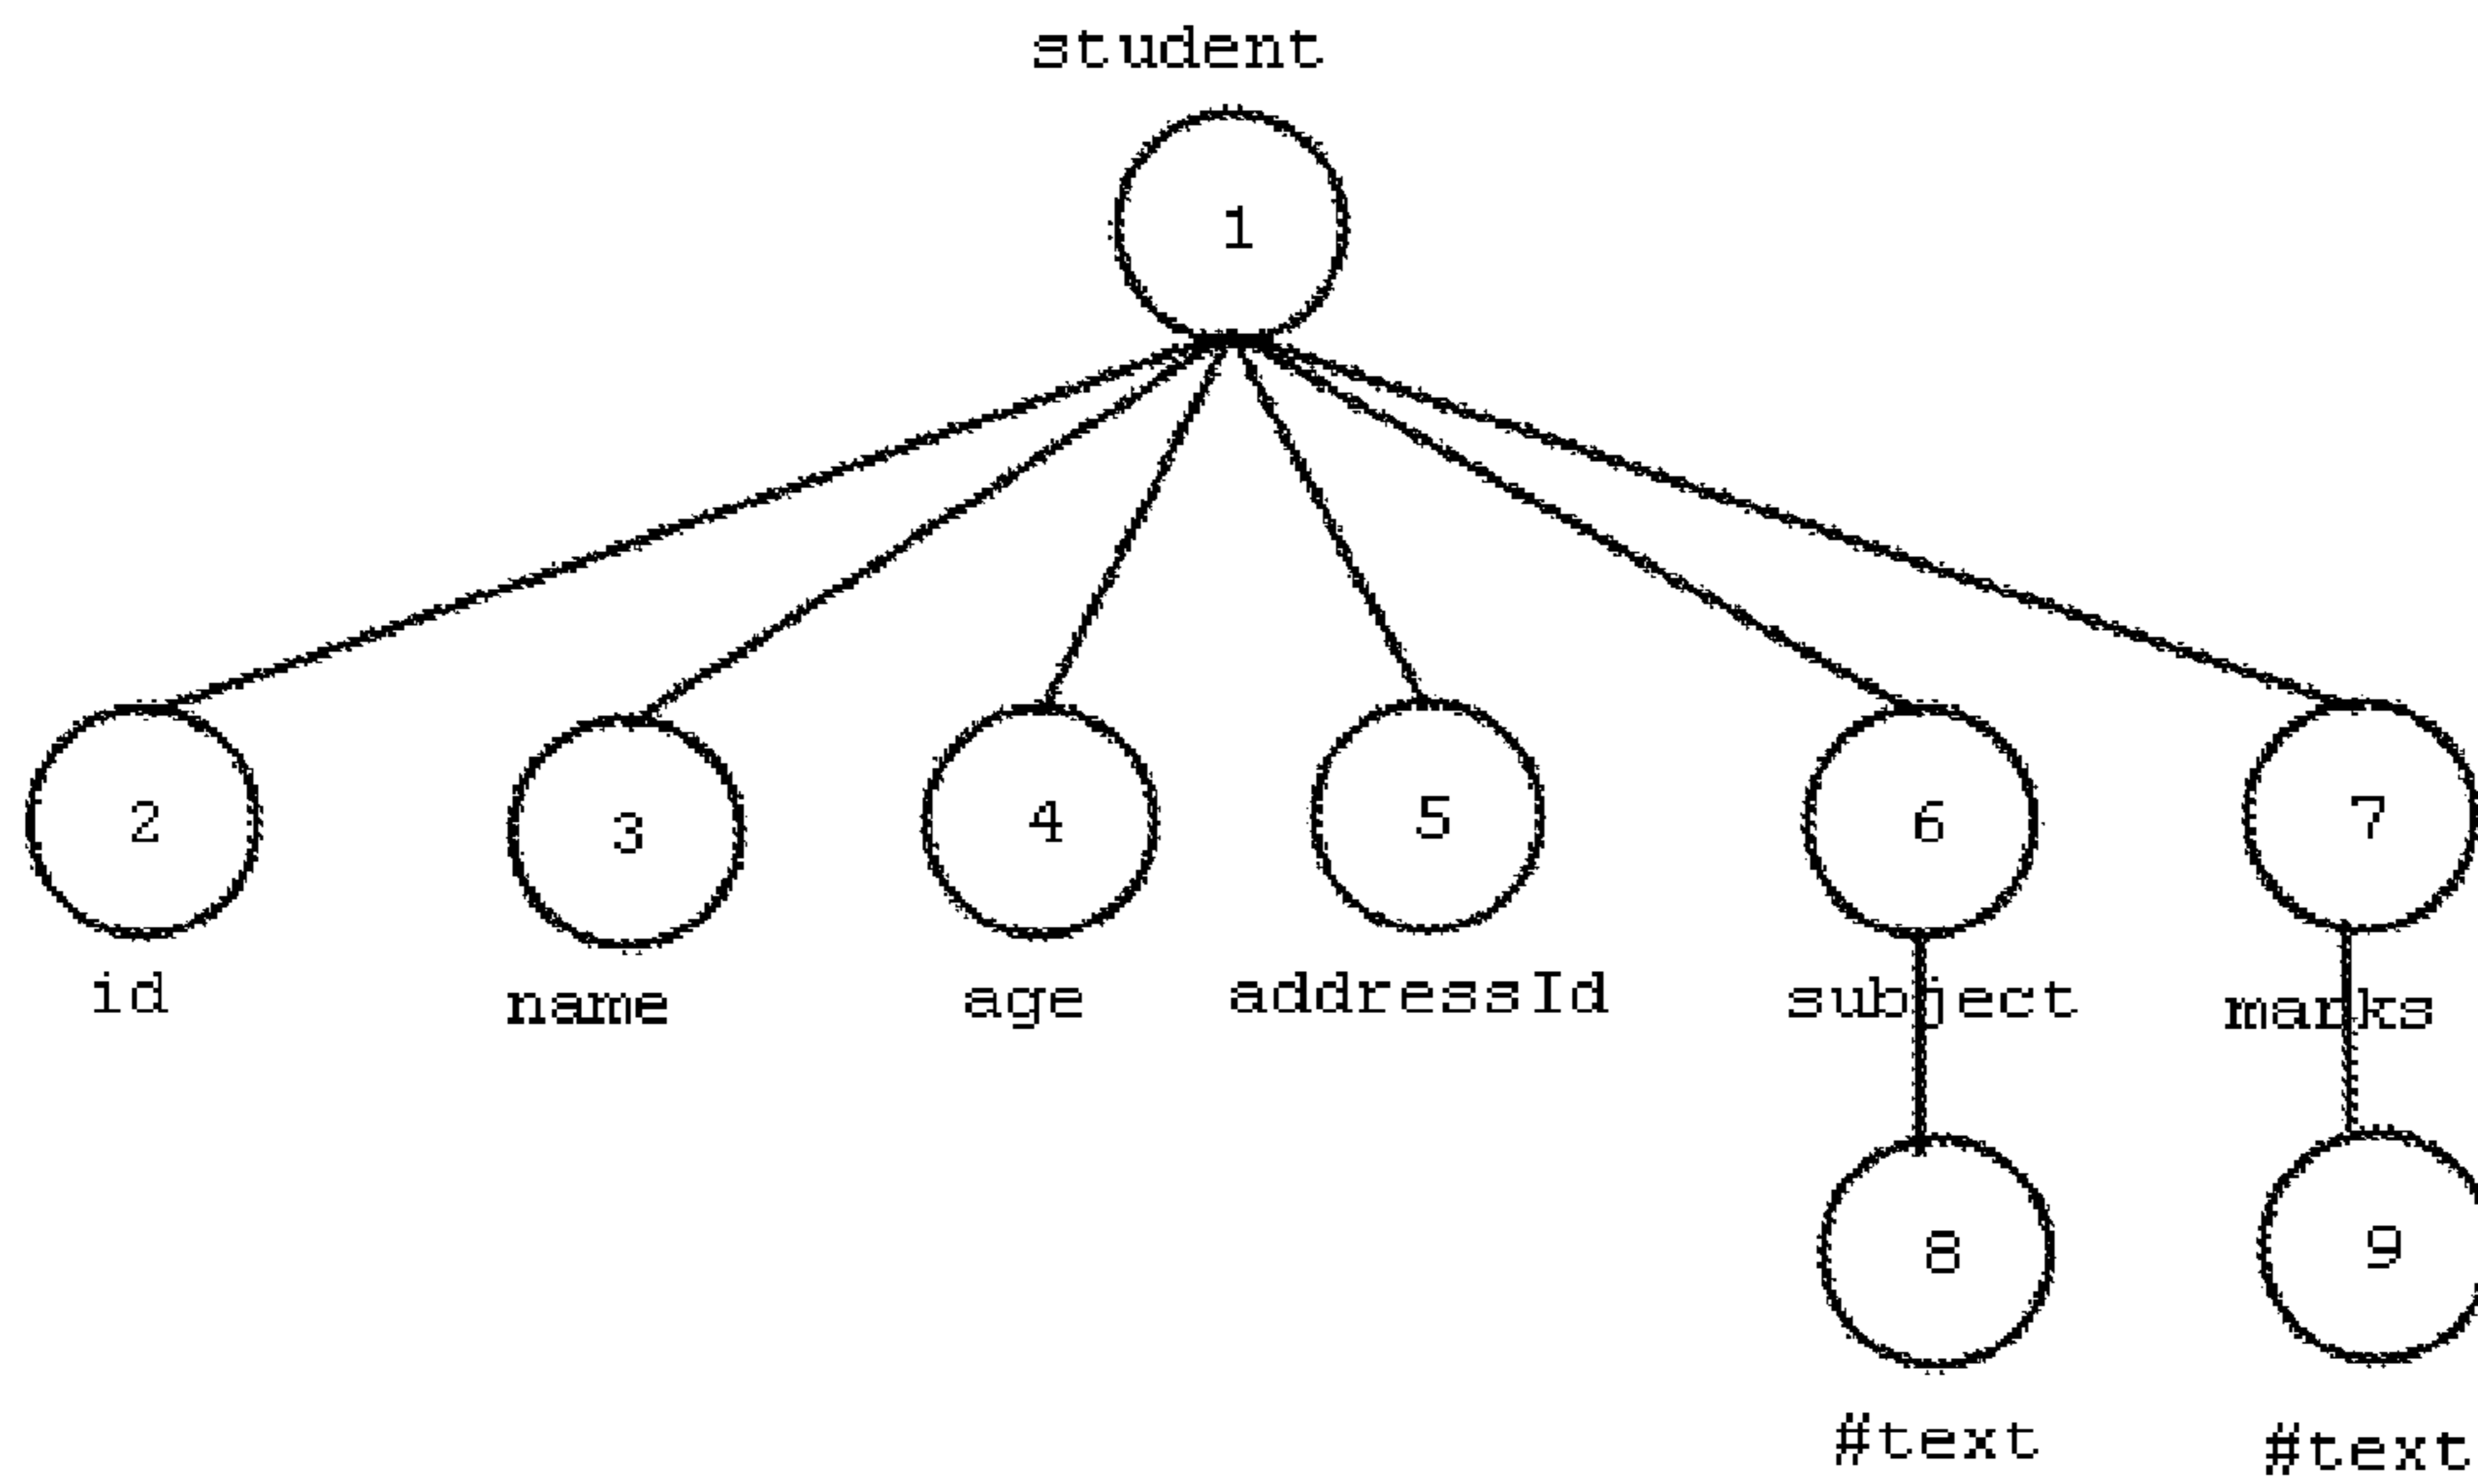 student
1
2 3 4 5 6 7
id name age addressId subject marks
8 9
#text #text